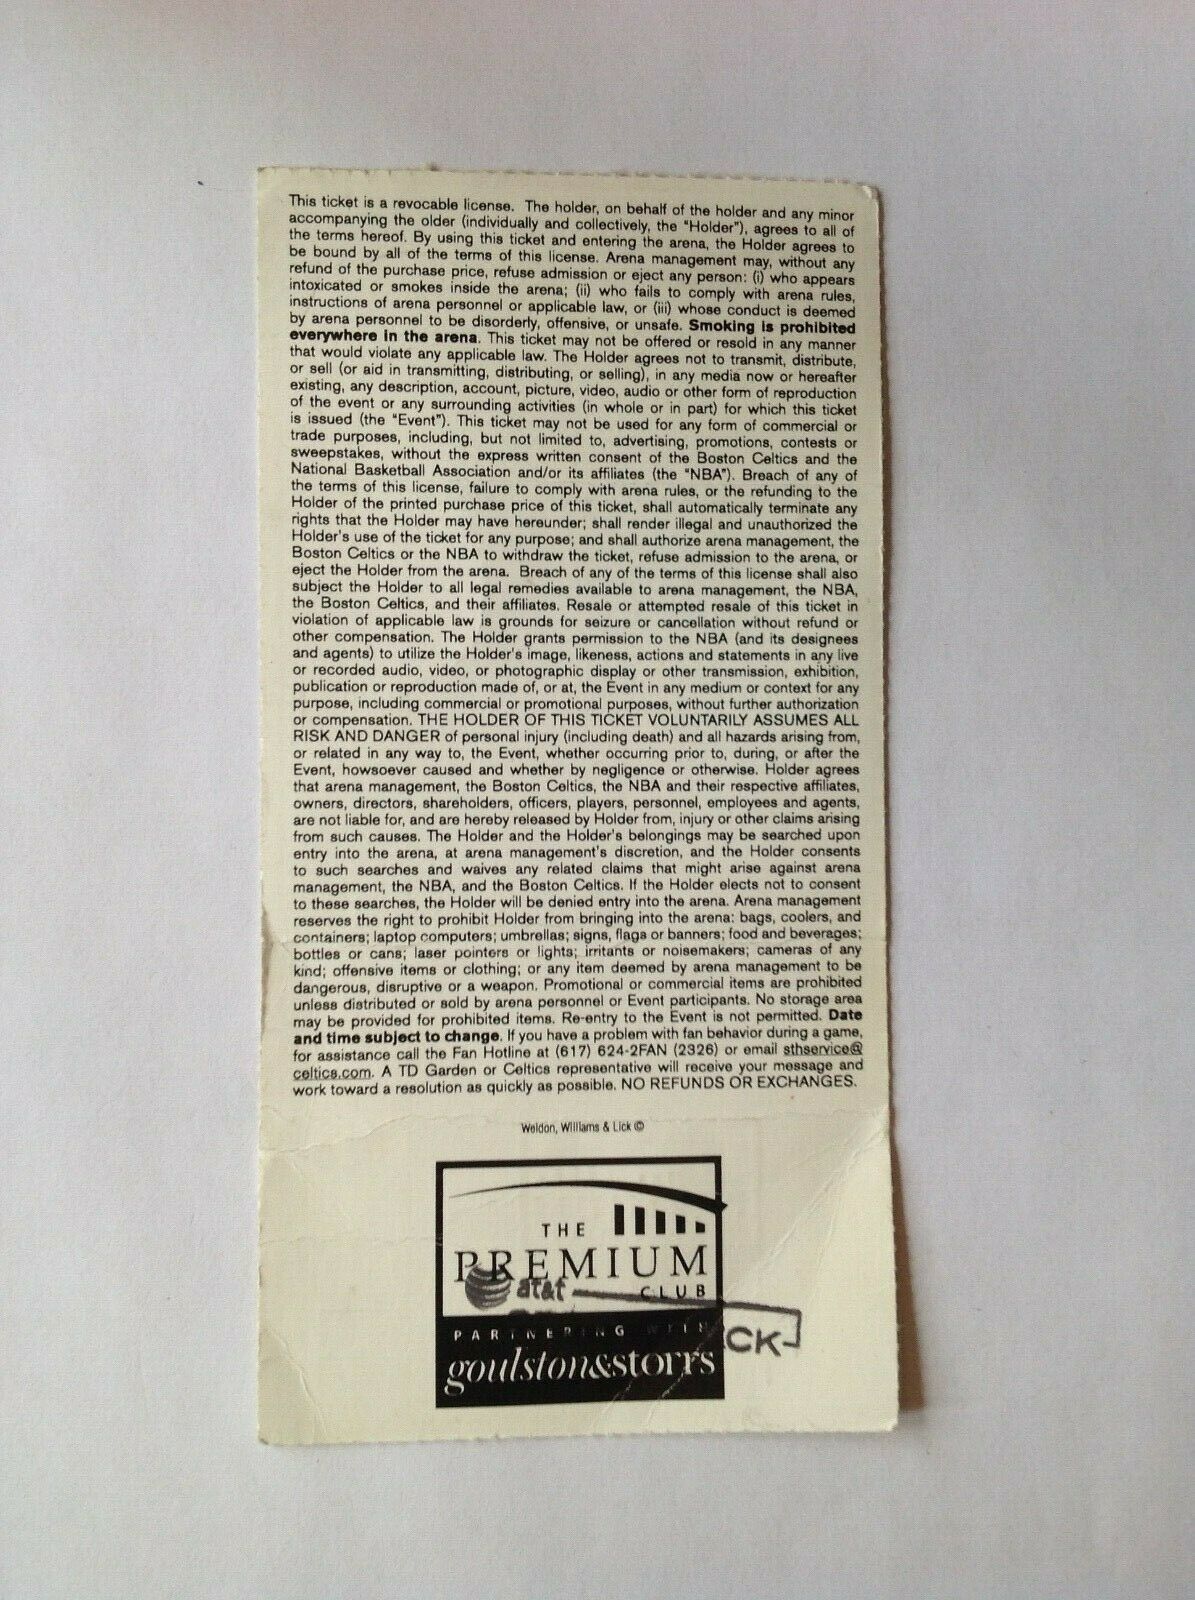 This ticket is a revocable license. The holder, on behalf of the holder and any minor
accompanying the older (individually and collectively, the "Holder"), agrees to all of
the terms hereof. By using this ticket and entering the arena, the Holder agrees to
be bound by all of the terms of this license. Arena management may, without any
refund of the purchase price, refuse admission or eject any person: (i) who appears
intoxicated or smokes inside the arena; (ii) who fails to comply with arena rules,
instructions of arena personnel or applicable law, or (iii) whose conduct is deemed
by arena personnel to be disorderly, offensive, or unsafe. Smoking is prohibited
everywhere in the arena. This ticket may not be offered or resold in any manner
that would violate any applicable law. The Holder agrees not to transmit, distribute,
or sell (or aid in transmitting, distributing, or selling), in any media now or hereafter
existing, any description, account, picture, video, audio or other form of reproduction
of the event or any surrounding activities (in whole or in part) for which this ticket
is issued (the "Event"). This ticket may not be used for any form of commercial or
trade purposes, including, but not limited to, advertising, promotions, contests or
sweepstakes, without the express written consent of the Boston Celtics and the
National Basketball Association and/or its affiliates (the "NBA"). Breach of any of
the terms of this license, failure to comply with arena rules, or the refunding to the
Holder of the printed purchase price of this ticket, shall automatically terminate any
rights that the Holder may have hereunder; shall render illegal and unauthorized the
Holder's use of the ticket for any purpose; and shall authorize arena management, the
Boston Celtics or the NBA to withdraw the ticket, refuse admission to the arena, or
eject the Holder from the arena. Breach of any of the terms of this license shall also
subject the Holder to all legal remedies available to arena management, the NBA,
the Boston Celtics, and their affiliates. Resale or attempted resale of this ticket in
violation of applicable law is grounds for seizure or cancellation without refund or
other compensation. The Holder grants permission to the NBA (and its designees
and agents) to utilize the Holder's image, likeness, actions and statements in any live
or recorded audio, video, or photographic display or other transmission, exhibition,
publication or reproduction made of, or at, the Event in any medium or context for any
purpose, including commercial or promotional purposes, without further authorization
or compensation. THE HOLDER OF THIS TICKET VOLUNTARILY ASSUMES ALL
RISK AND DANGER of personal injury (including death) and all hazards arising from,
or related in any way to, the Event, whether occurring prior to, during, or after the
Event, howsoever caused and whether by negligence or otherwise. Holder agrees
that arena management, the Boston Celtics, the NBA and their respective affiliates,
owners, directors, shareholders, officers, players, personnel, employees and agents,
are not liable for, and are hereby released by Holder from, injury or other claims arising
from such causes. The Holder and the Holder's belongings may be searched upon
entry into the arena, at arena management's discretion, and the Holder consents
to such searches and waives any related claims that might arise against arena
management, the NBA, and the Boston Celtics. If the Holder elects not to consent
to these searches, the Holder will be denied entry into the arena. Arena management
reserves the right to prohibit Holder from bringing into the arena: bags, coolers, and
containers; laptop computers; umbrellas; signs, flags or banners; food and beverages;
bottles or cans; laser pointers or lights; irritants or noisemakers; cameras of any
kind; offensive items or clothing; or any item deemed by arena management to be
dangerous, disruptive or a weapon. Promotional or commercial items are prohibited
unless distributed or sold by arena personnel or Event participants. No storage area
may be provided for prohibited items. Re-entry to the Event is not permitted. Date
and time subject to change. If you have a problem with fan behavior during a game,
for assistance call the Fan Hotline at (617) 624-2FAN (2326) or email sthservice@
celtics.com. A TD Garden or Celtics representative will receive your message and
work toward a resolution as quickly as possible. NO REFUNDS OR EXCHANGES.
Weldon, Williams & Lick ©
THE
PREMIUM
CLUB
at&t
PARTNERING WITH
goulston&storrs